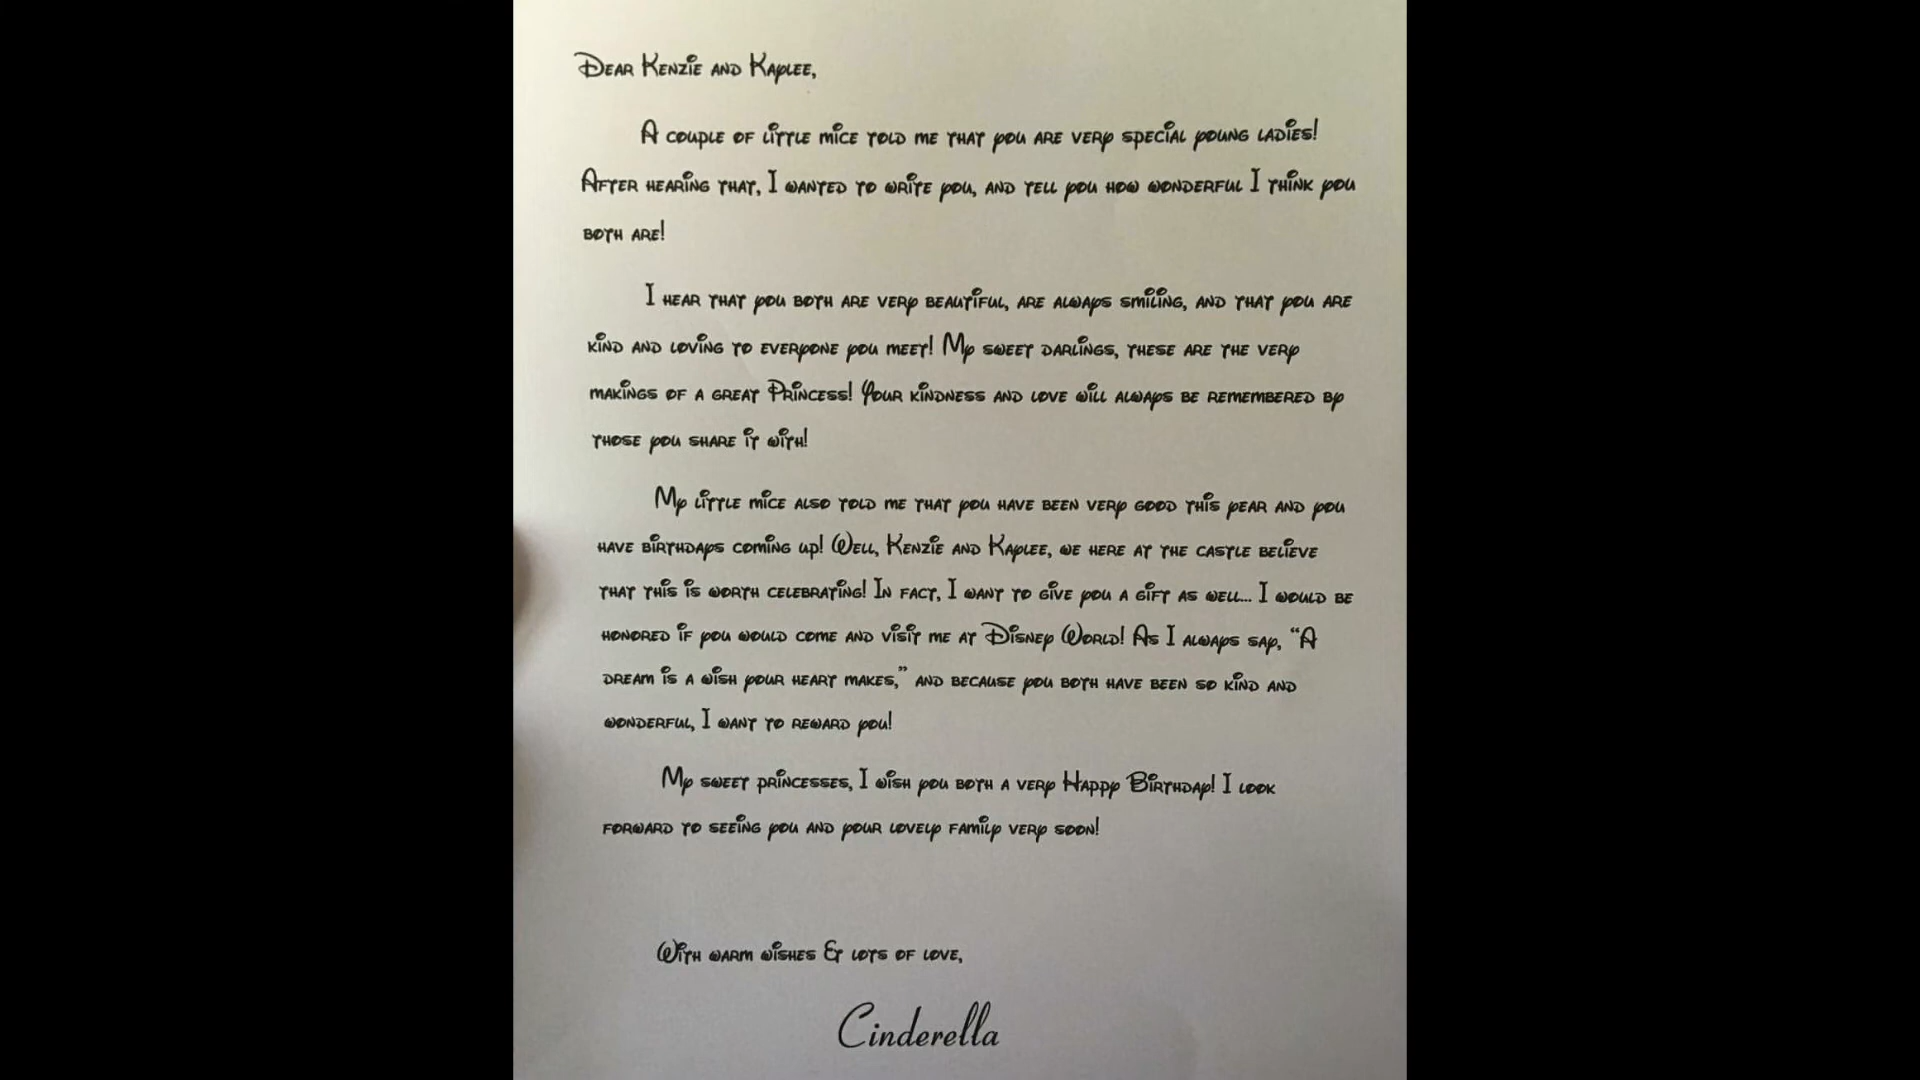 Dear Kenzie and Kaylee,
A couple of little mice told me that you are very special young ladies!
After hearing that, I wanted to write you, and tell you how wonderful I think you
both are!
I hear that you both are very beautiful, are always smiling, and that you are
kind and loving to everyone you meet! My sweet darlings, these are the very
makings of a great Princess! Your kindness and love will always be remembered by
those you share it with!
My little mice also told me that you have been very good this year and you
have birthdays coming up! Well, Kenzie and Kaylee, we here at the castle believe
that this is worth celebrating! In fact, I want to give you a gift as well... I would be
honored if you would come and visit me at Disney World! As I always say, “A
dream is a wish your heart makes,” and because you both have been so kind and
wonderful, I want to reward you!
My sweet princesses, I wish you both a very Happy Birthday! I look
forward to seeing you and your lovely family very soon!
With warm wishes & lots of love,
Cinderella